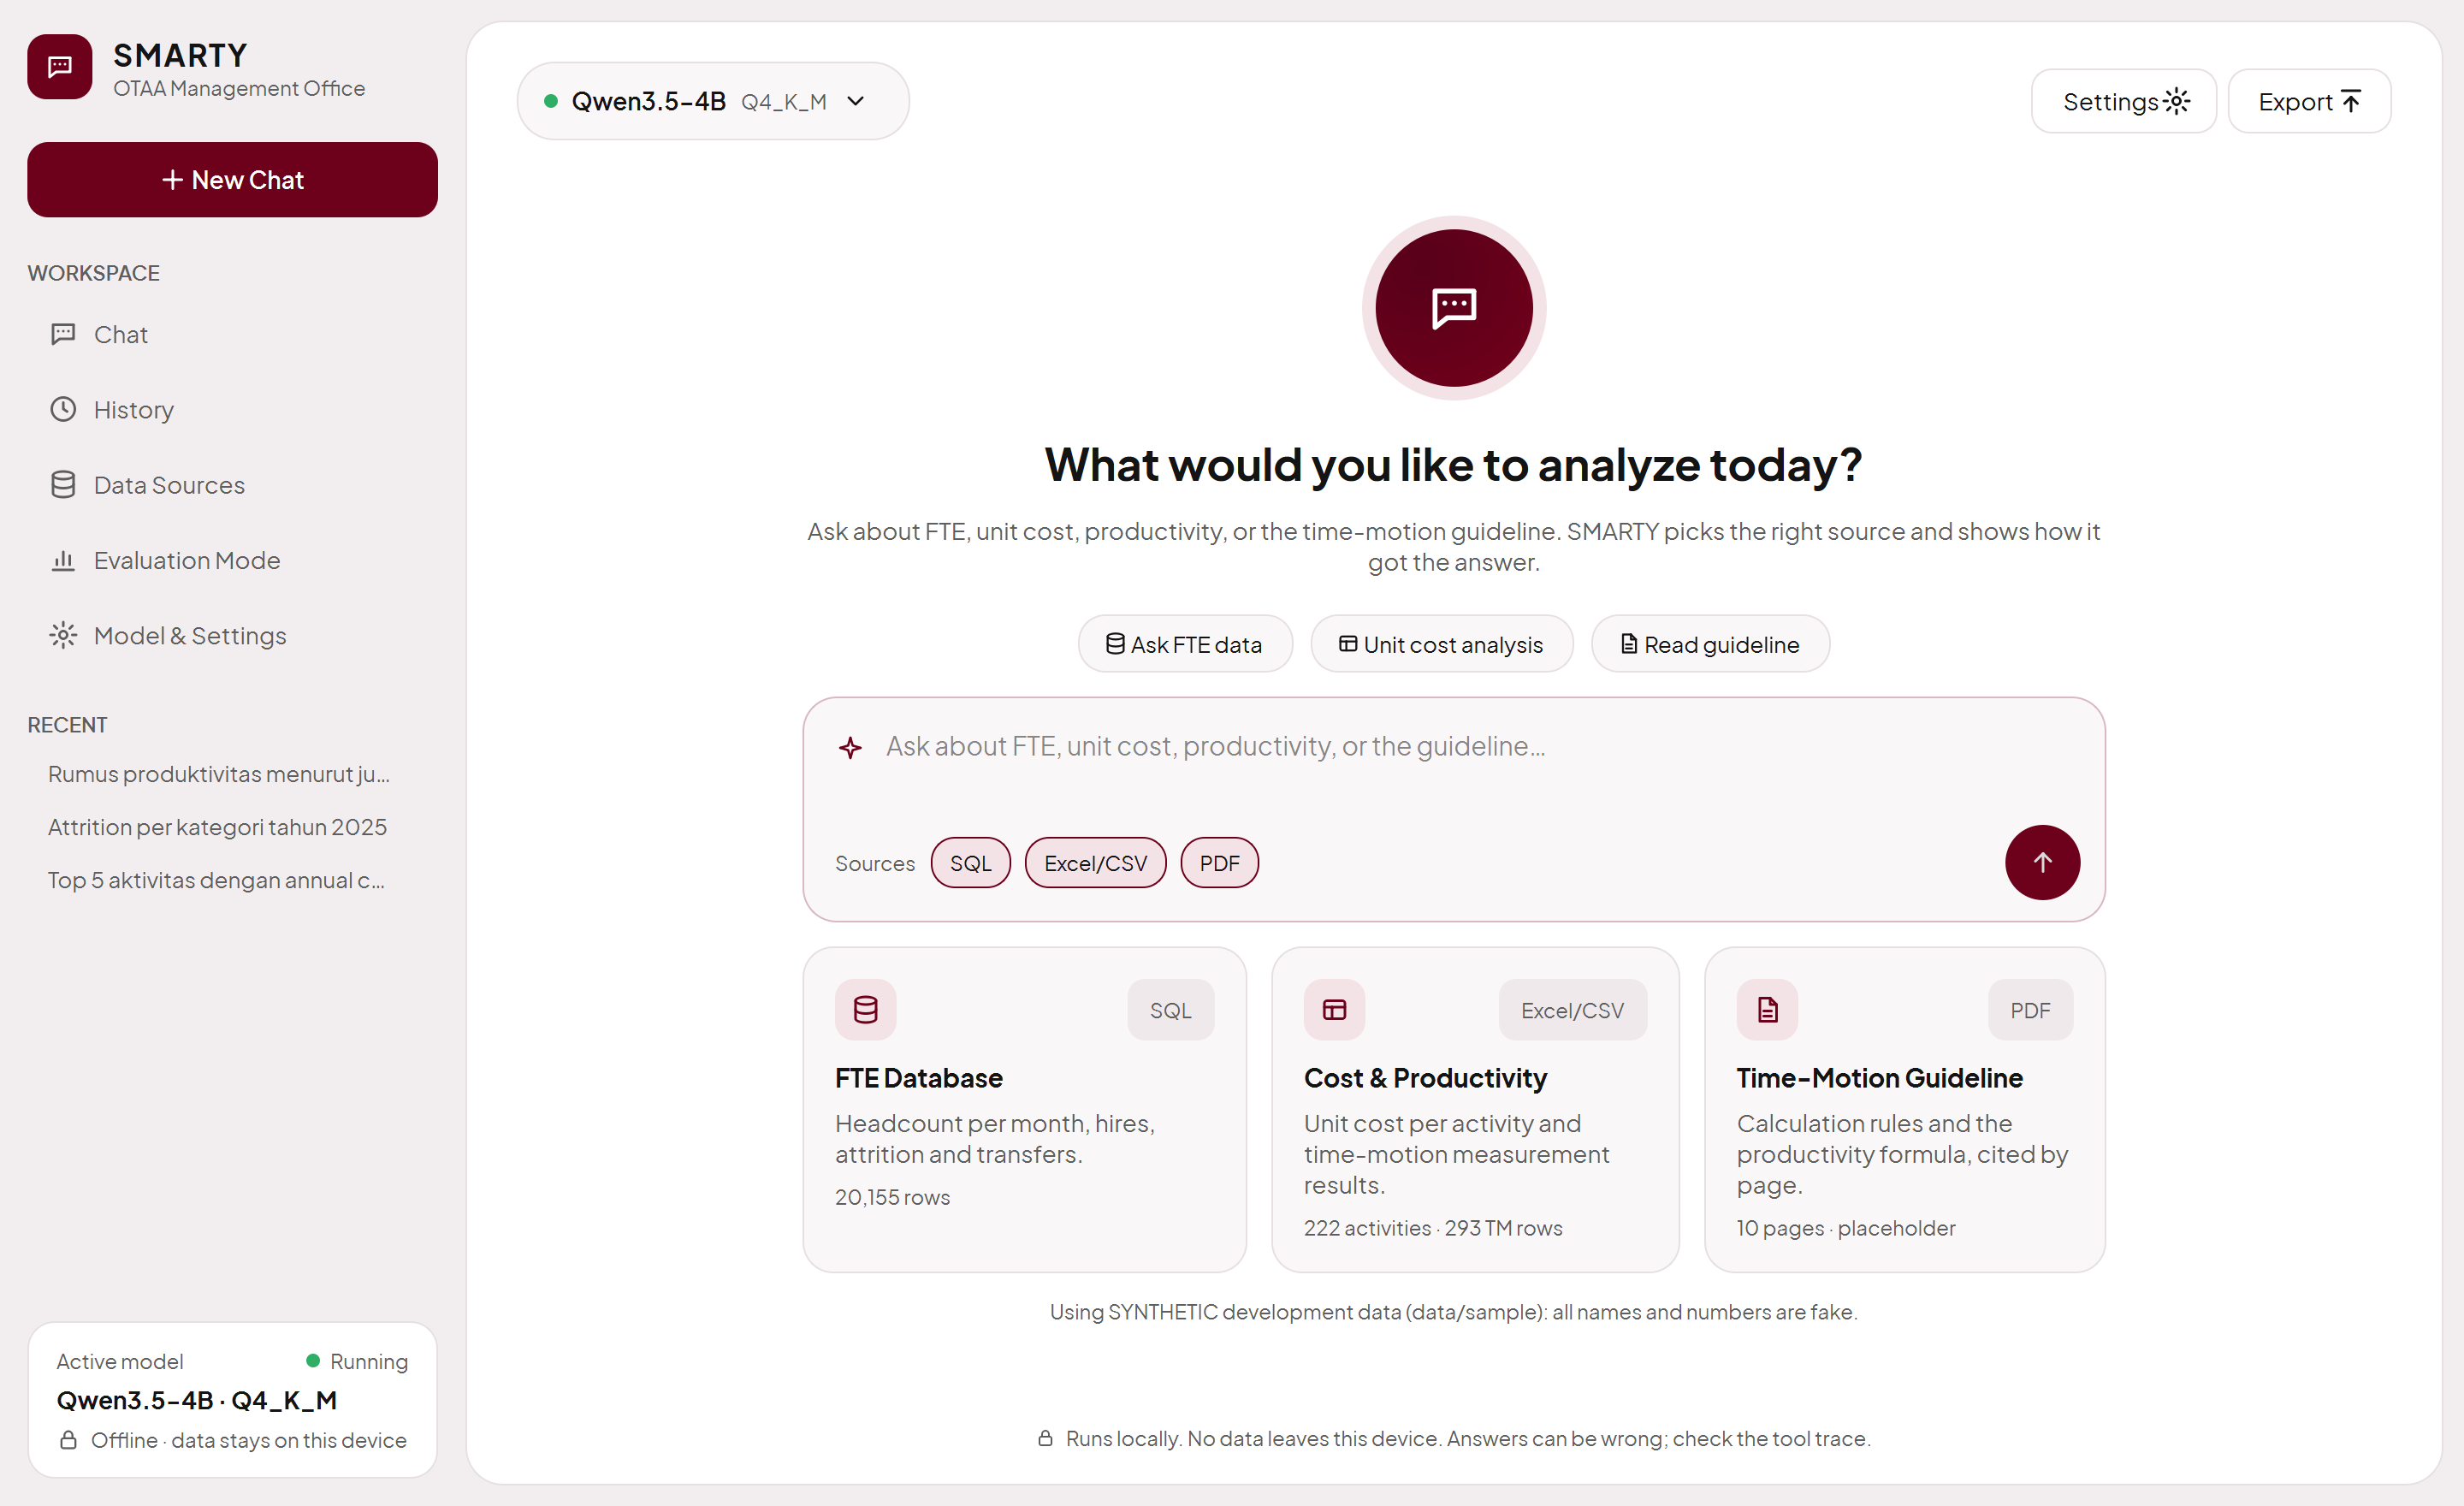 SMARTY
OTAA Management Office
New Chat
WORKSPACE
Chat
History
Data Sources
Evaluation Mode
Model & Settings
RECENT
Rumus produktivitas menurut ju...
Attrition per kategori tahun 2025
Top 5 aktivitas dengan annual c...
Active model Running
Qwen3.5-4B · Q4_K_M
Offline · data stays on this device
Qwen3.5-4B Q4_K_M
Settings Export
What would you like to analyze today?
Ask about FTE, unit cost, productivity, or the time-motion guideline. SMARTY picks the right source and shows how it
got the answer.
Ask FTE data Unit cost analysis Read guideline
Ask about FTE, unit cost, productivity, or the guideline...
Sources SQL Excel/CSV PDF
SQL
FTE Database
Headcount per month, hires,
attrition and transfers.
20,155 rows
Excel/CSV
Cost & Productivity
Unit cost per activity and
time-motion measurement
results.
222 activities · 293 TM rows
PDF
Time-Motion Guideline
Calculation rules and the
productivity formula, cited by
page.
10 pages · placeholder
Using SYNTHETIC development data (data/sample): all names and numbers are fake.
Runs locally. No data leaves this device. Answers can be wrong; check the tool trace.